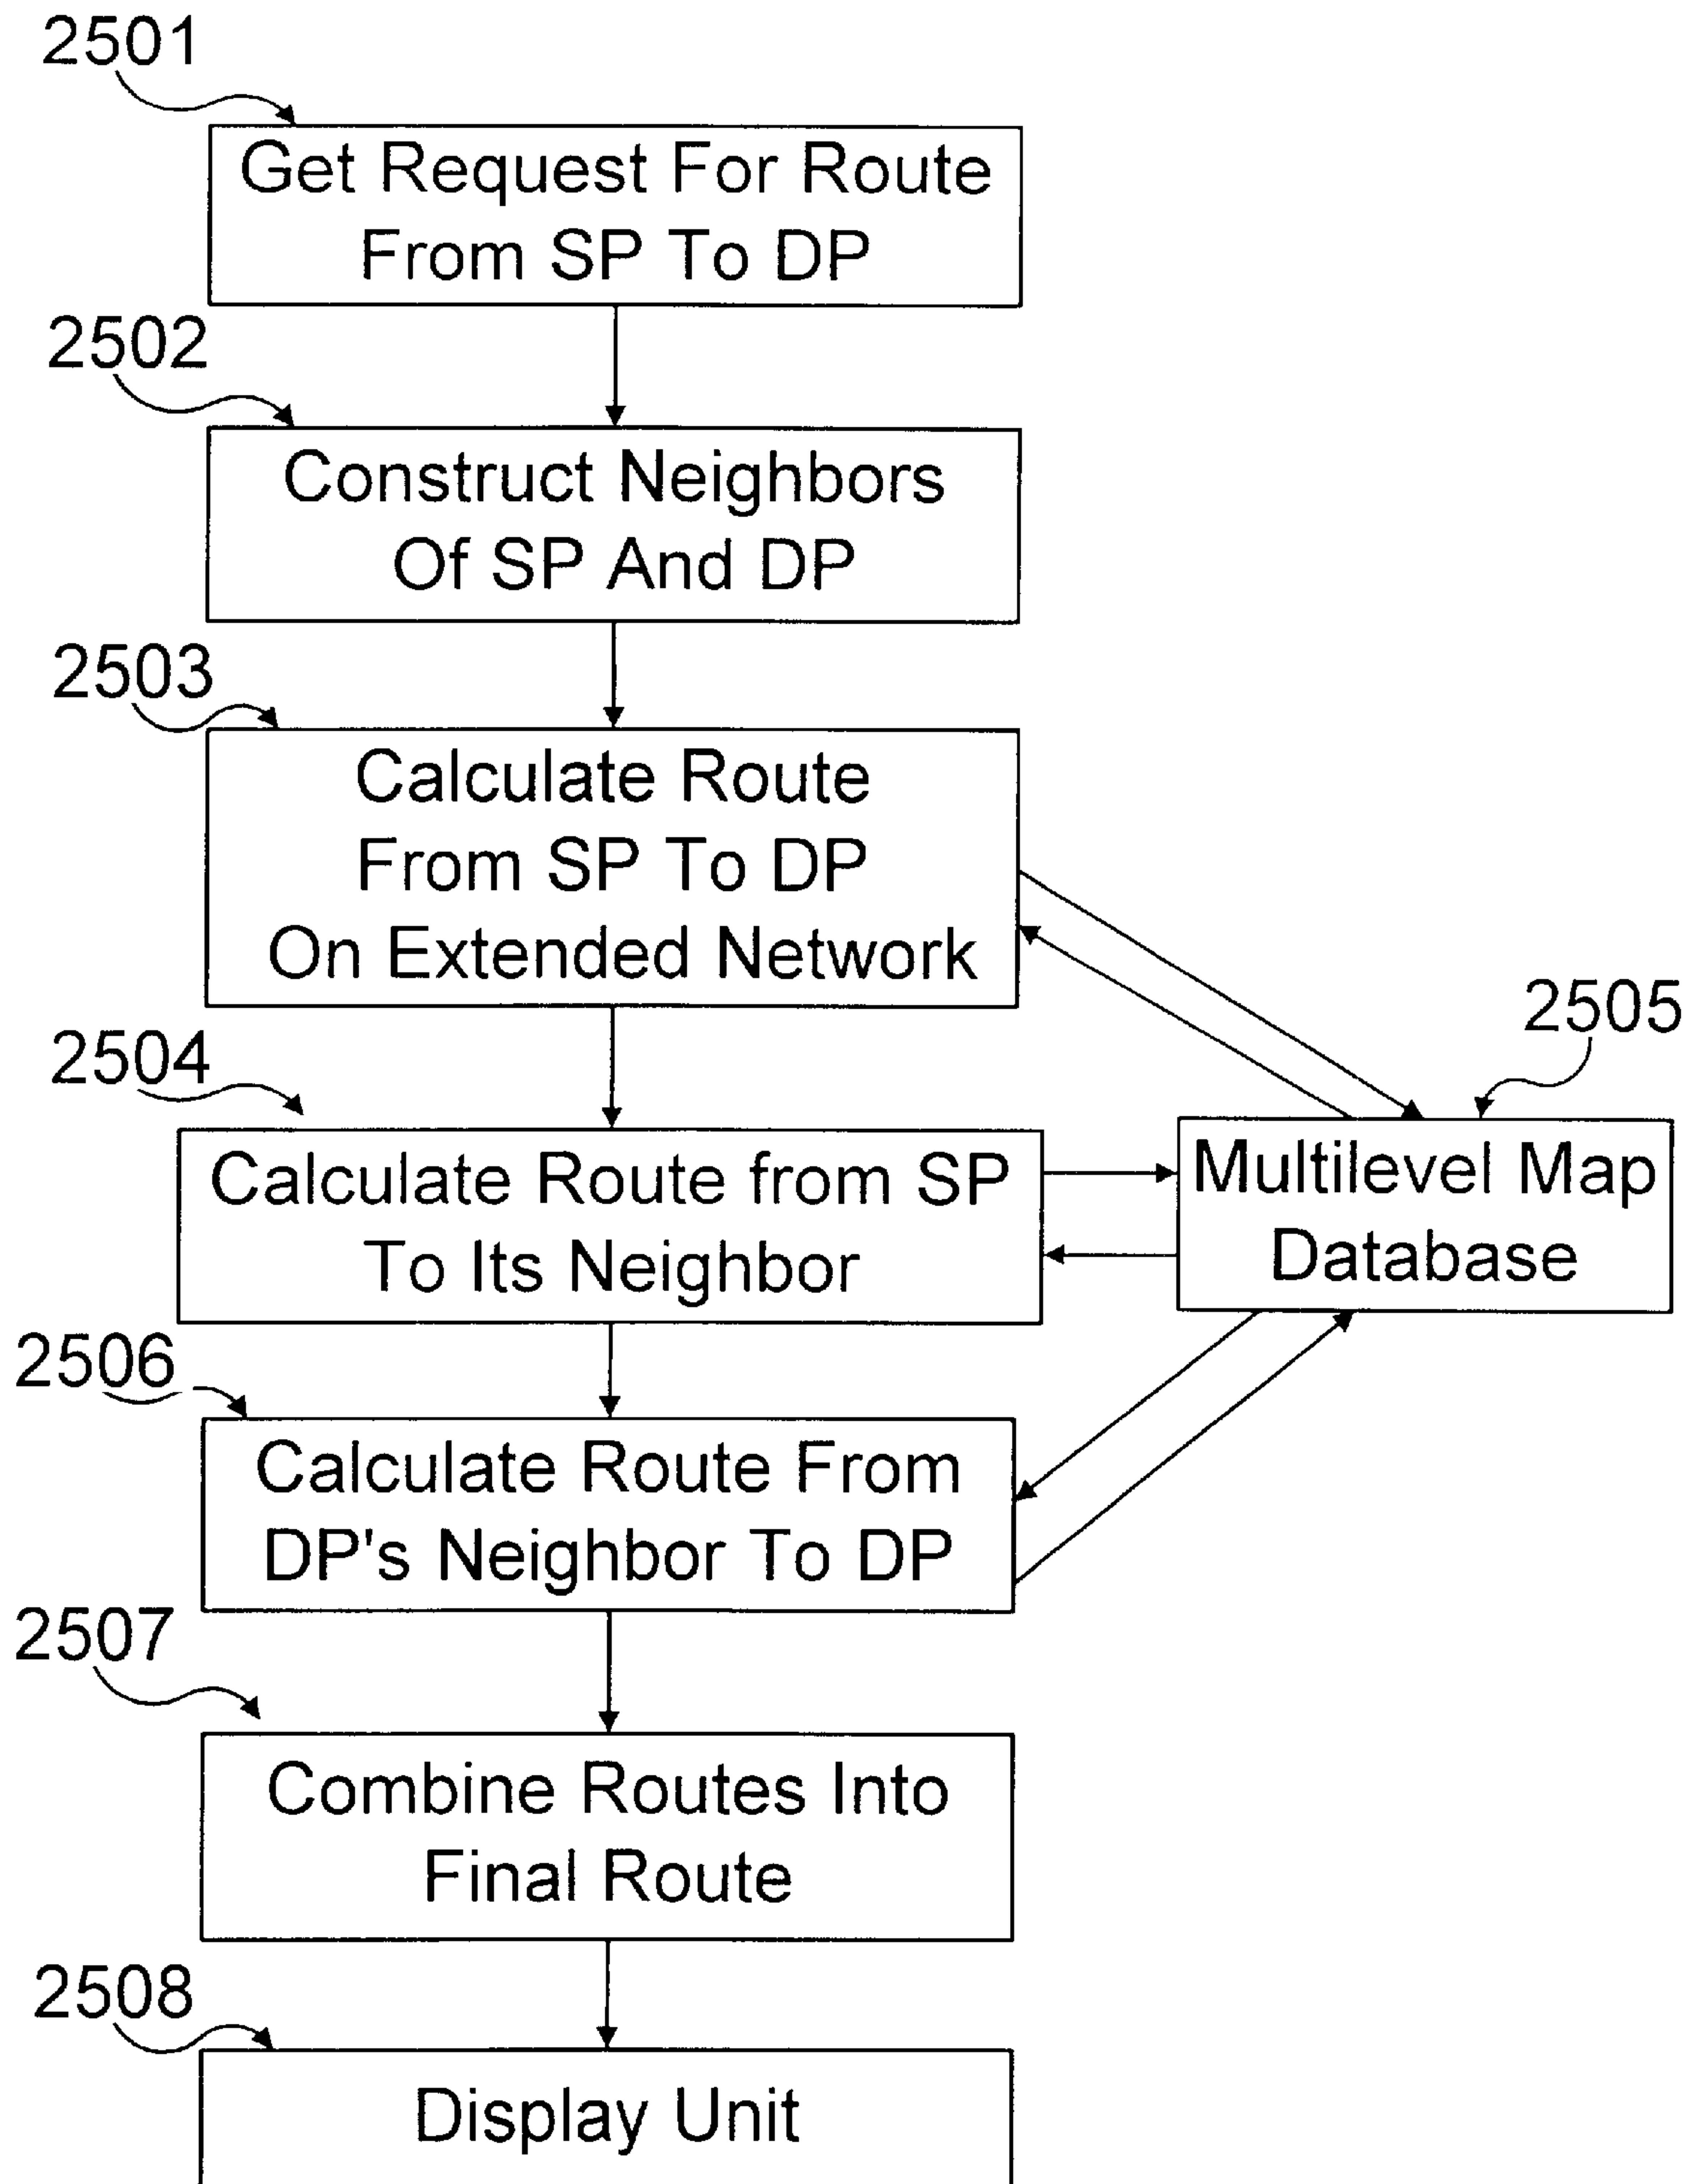 2501
Get Request For Route
From SP To DP
2502
Construct Neighbors
Of SP And DP
2503
Calculate Route
From SP To DP
On Extended Network
2504
Calculate Route from SP
To Its Neighbor
2505
Multilevel Map
Database
2506
Calculate Route From
DP's Neighbor To DP
2507
Combine Routes Into
Final Route
2508
Display Unit